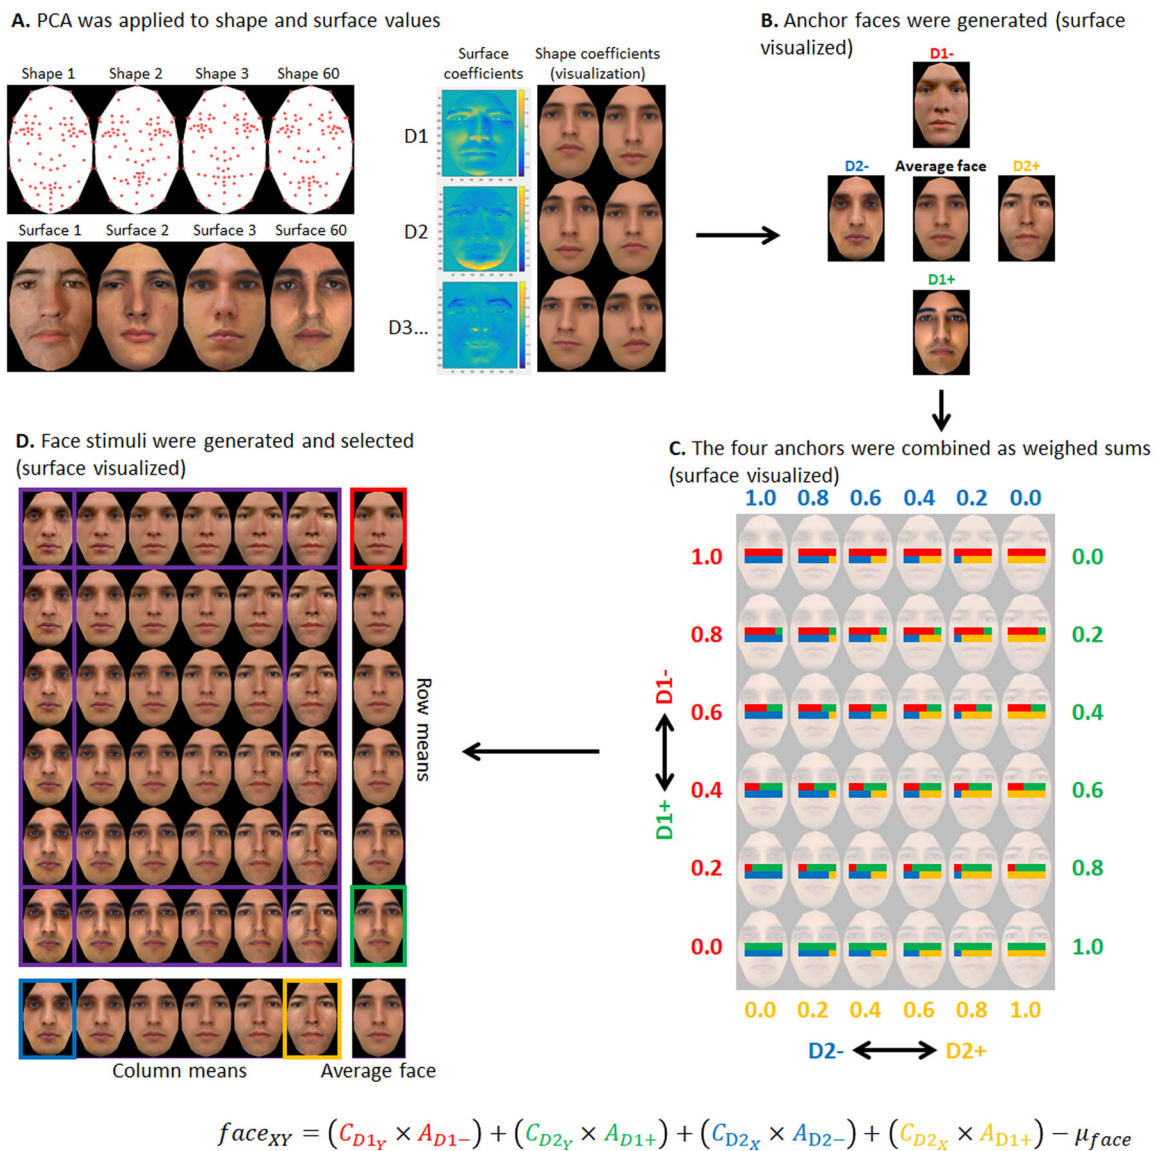 A. PCA was applied to shape and surface values
Shape 1 Shape 2 Shape 3 Shape 60
Surface 1 Surface 2 Surface 3 Surface 60
Surface coefficients
Shape coefficients
(visualization)
D1
D2
D3...
B. Anchor faces were generated (surface
visualized)
D1-
D2- Average face D2+
D1+
C. The four anchors were combined as weighed sums
(surface visualized)
1.0 0.8 0.6 0.4 0.2 0.0
1.0 0.0
0.8 0.2
0.6 0.4
0.4 0.6
0.2 0.8
0.0 1.0
D1-
D1+
0.0 0.2 0.4 0.6 0.8 1.0
D2- D2+
D. Face stimuli were generated and selected
(surface visualized)
Row means
Column means Average face
face_XY = (C_D1_Y × A_D1−) + (C_D2_Y × A_D1+) + (C_D2_X × A_D2−) + (C_D2_X × A_D1+) − μ_face